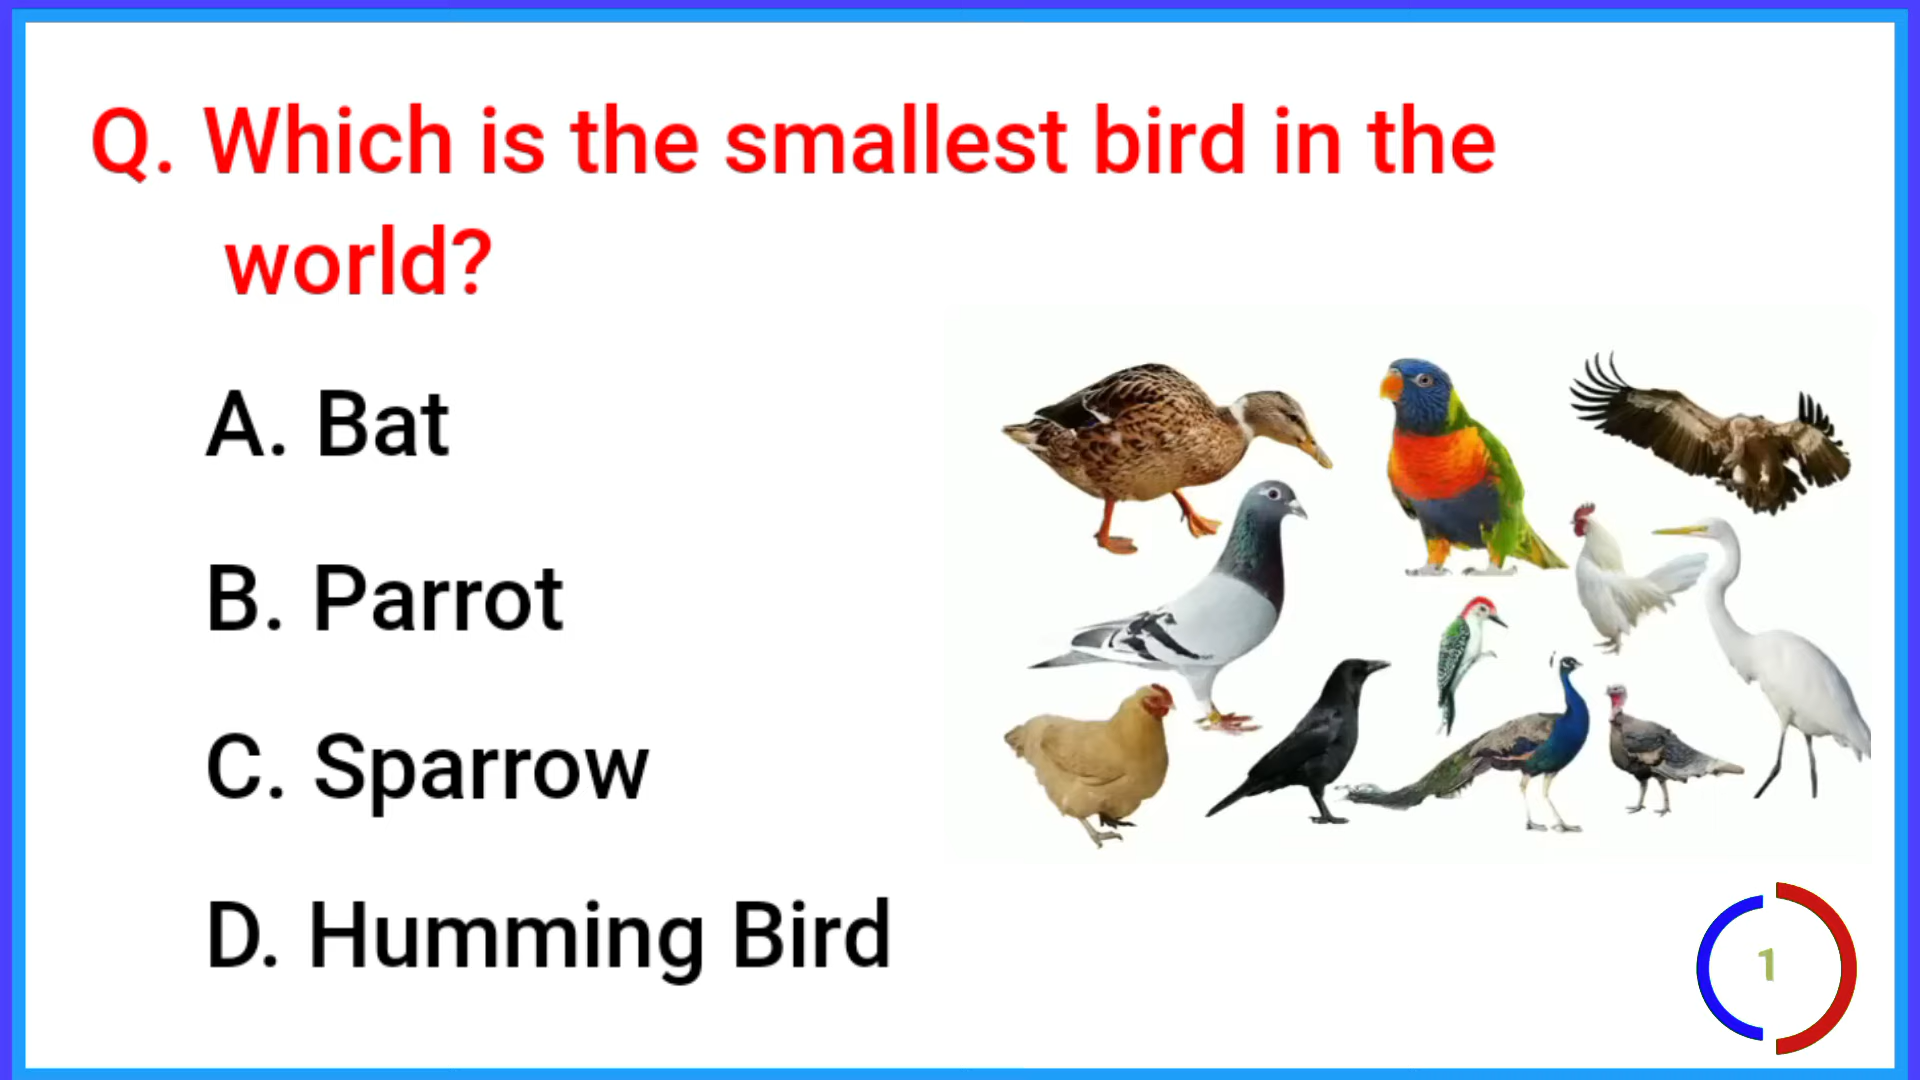 Q. Which is the smallest bird in the
world?
A. Bat
B. Parrot
C. Sparrow
D. Humming Bird
1